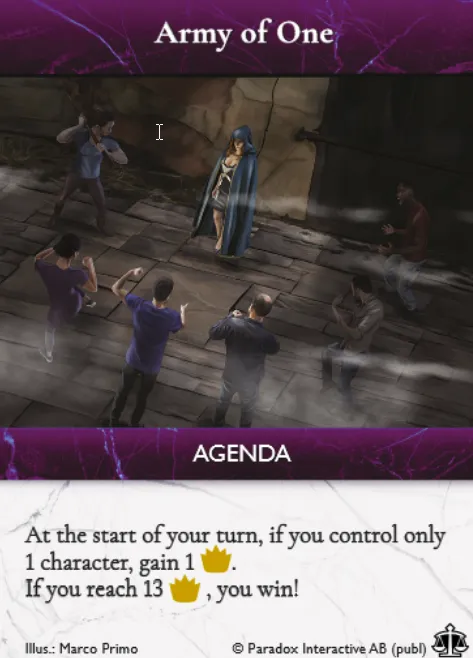 Army of One
AGENDA
At the start of your turn, if you control only
1 character, gain 1 .
If you reach 13 , you win!
Illus.: Marco Primo
© Paradox Interactive AB (publ)